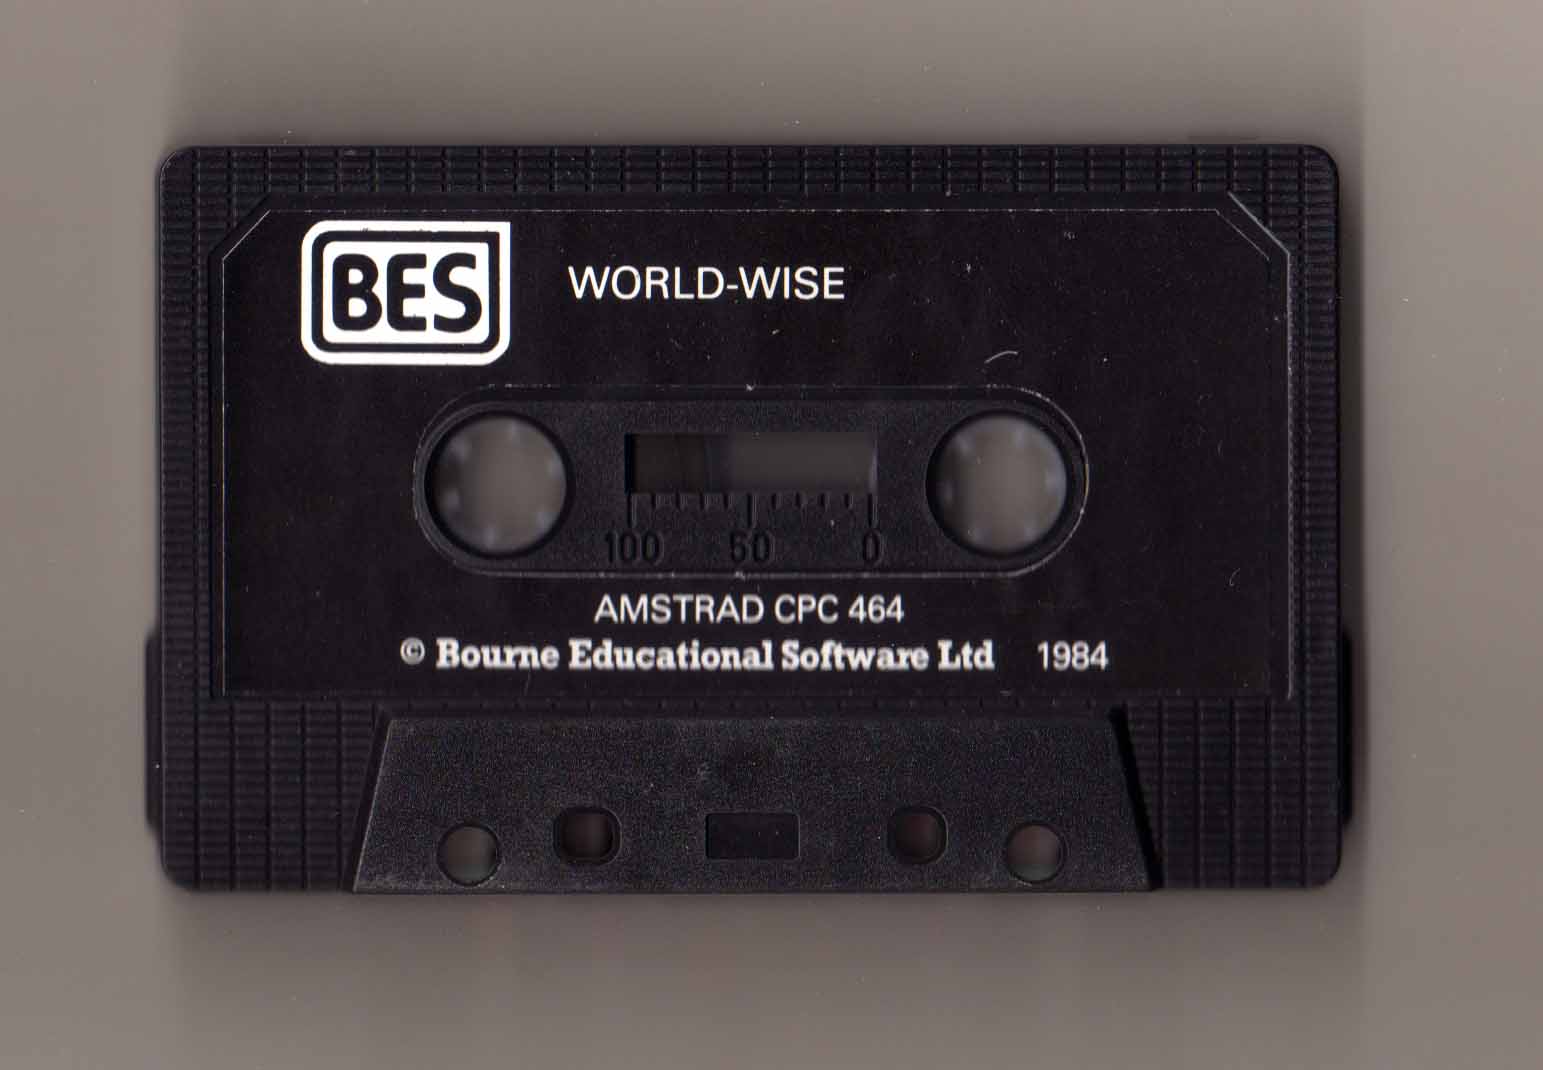 BES
WORLD-WISE
100 50 0
AMSTRAD CPC 464
© Bourne Educational Software Ltd 1984